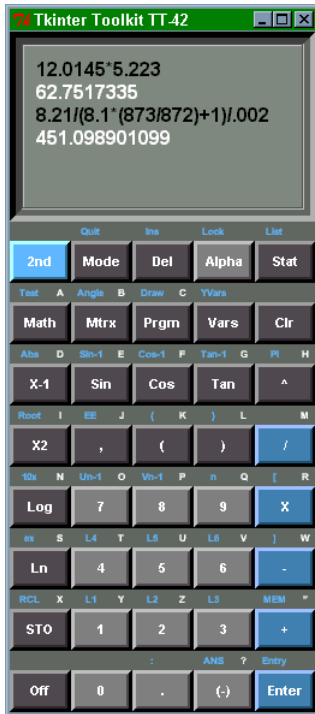 Tkinter Toolkit TT-42
12.0145*5.223
62.7517335
8.21/(8.1*(873/872)+1)/.002
451.098901099
Quit Ins Lock List
2nd Mode Del Alpha Stat
Test A Angle B Draw C YVars
Math Mtrx Prgm Vars Clr
Abs D Sin-1 E Cos-1 F Tan-1 G PI H
X-1 Sin Cos Tan ^
Root I EE J ( K ) L M
X2 , ( ) /
10x N Un-1 O Vn-1 P n Q [ R
Log 7 8 9 X
ex S L4 T L5 U L6 V ] W
Ln 4 5 6 -
RCL X L1 Y L2 Z L3 MEM "
STO 1 2 3 +
: ANS ? Entry
Off 0 . (-) Enter